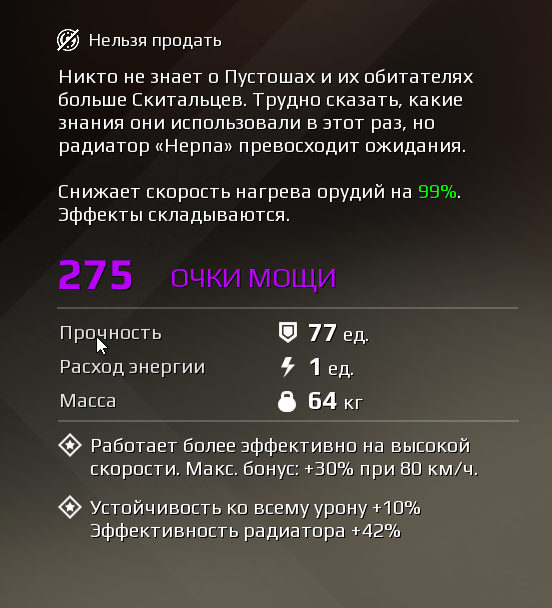 Нельзя продать
Никто не знает о Пустошах и их обитателях
больше Скитальцев. Трудно сказать, какие
знания они использовали в этот раз, но
радиатор «Нерпа» превосходит ожидания.
Снижает скорость нагрева орудий на 99%.
Эффекты складываются.
275 ОЧКИ МОЩИ
Прочность 77 ед.
Расход энергии 1 ед.
Масса 64 кг
Работает более эффективно на высокой
скорости. Макс. бонус: +30% при 80 км/ч.
Устойчивость ко всему урону +10%
Эффективность радиатора +42%